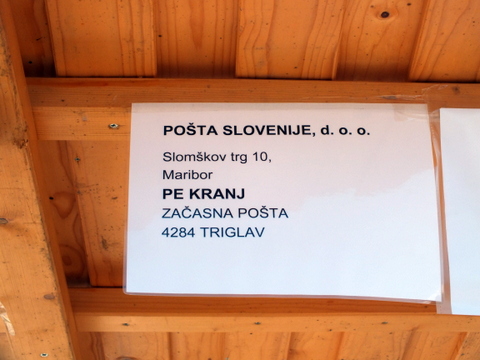 POŠTA SLOVENIJE, d. o. o.
Slomškov trg 10,
Maribor
PE KRANJ
ZAČASNA POŠTA
4284 TRIGLAV